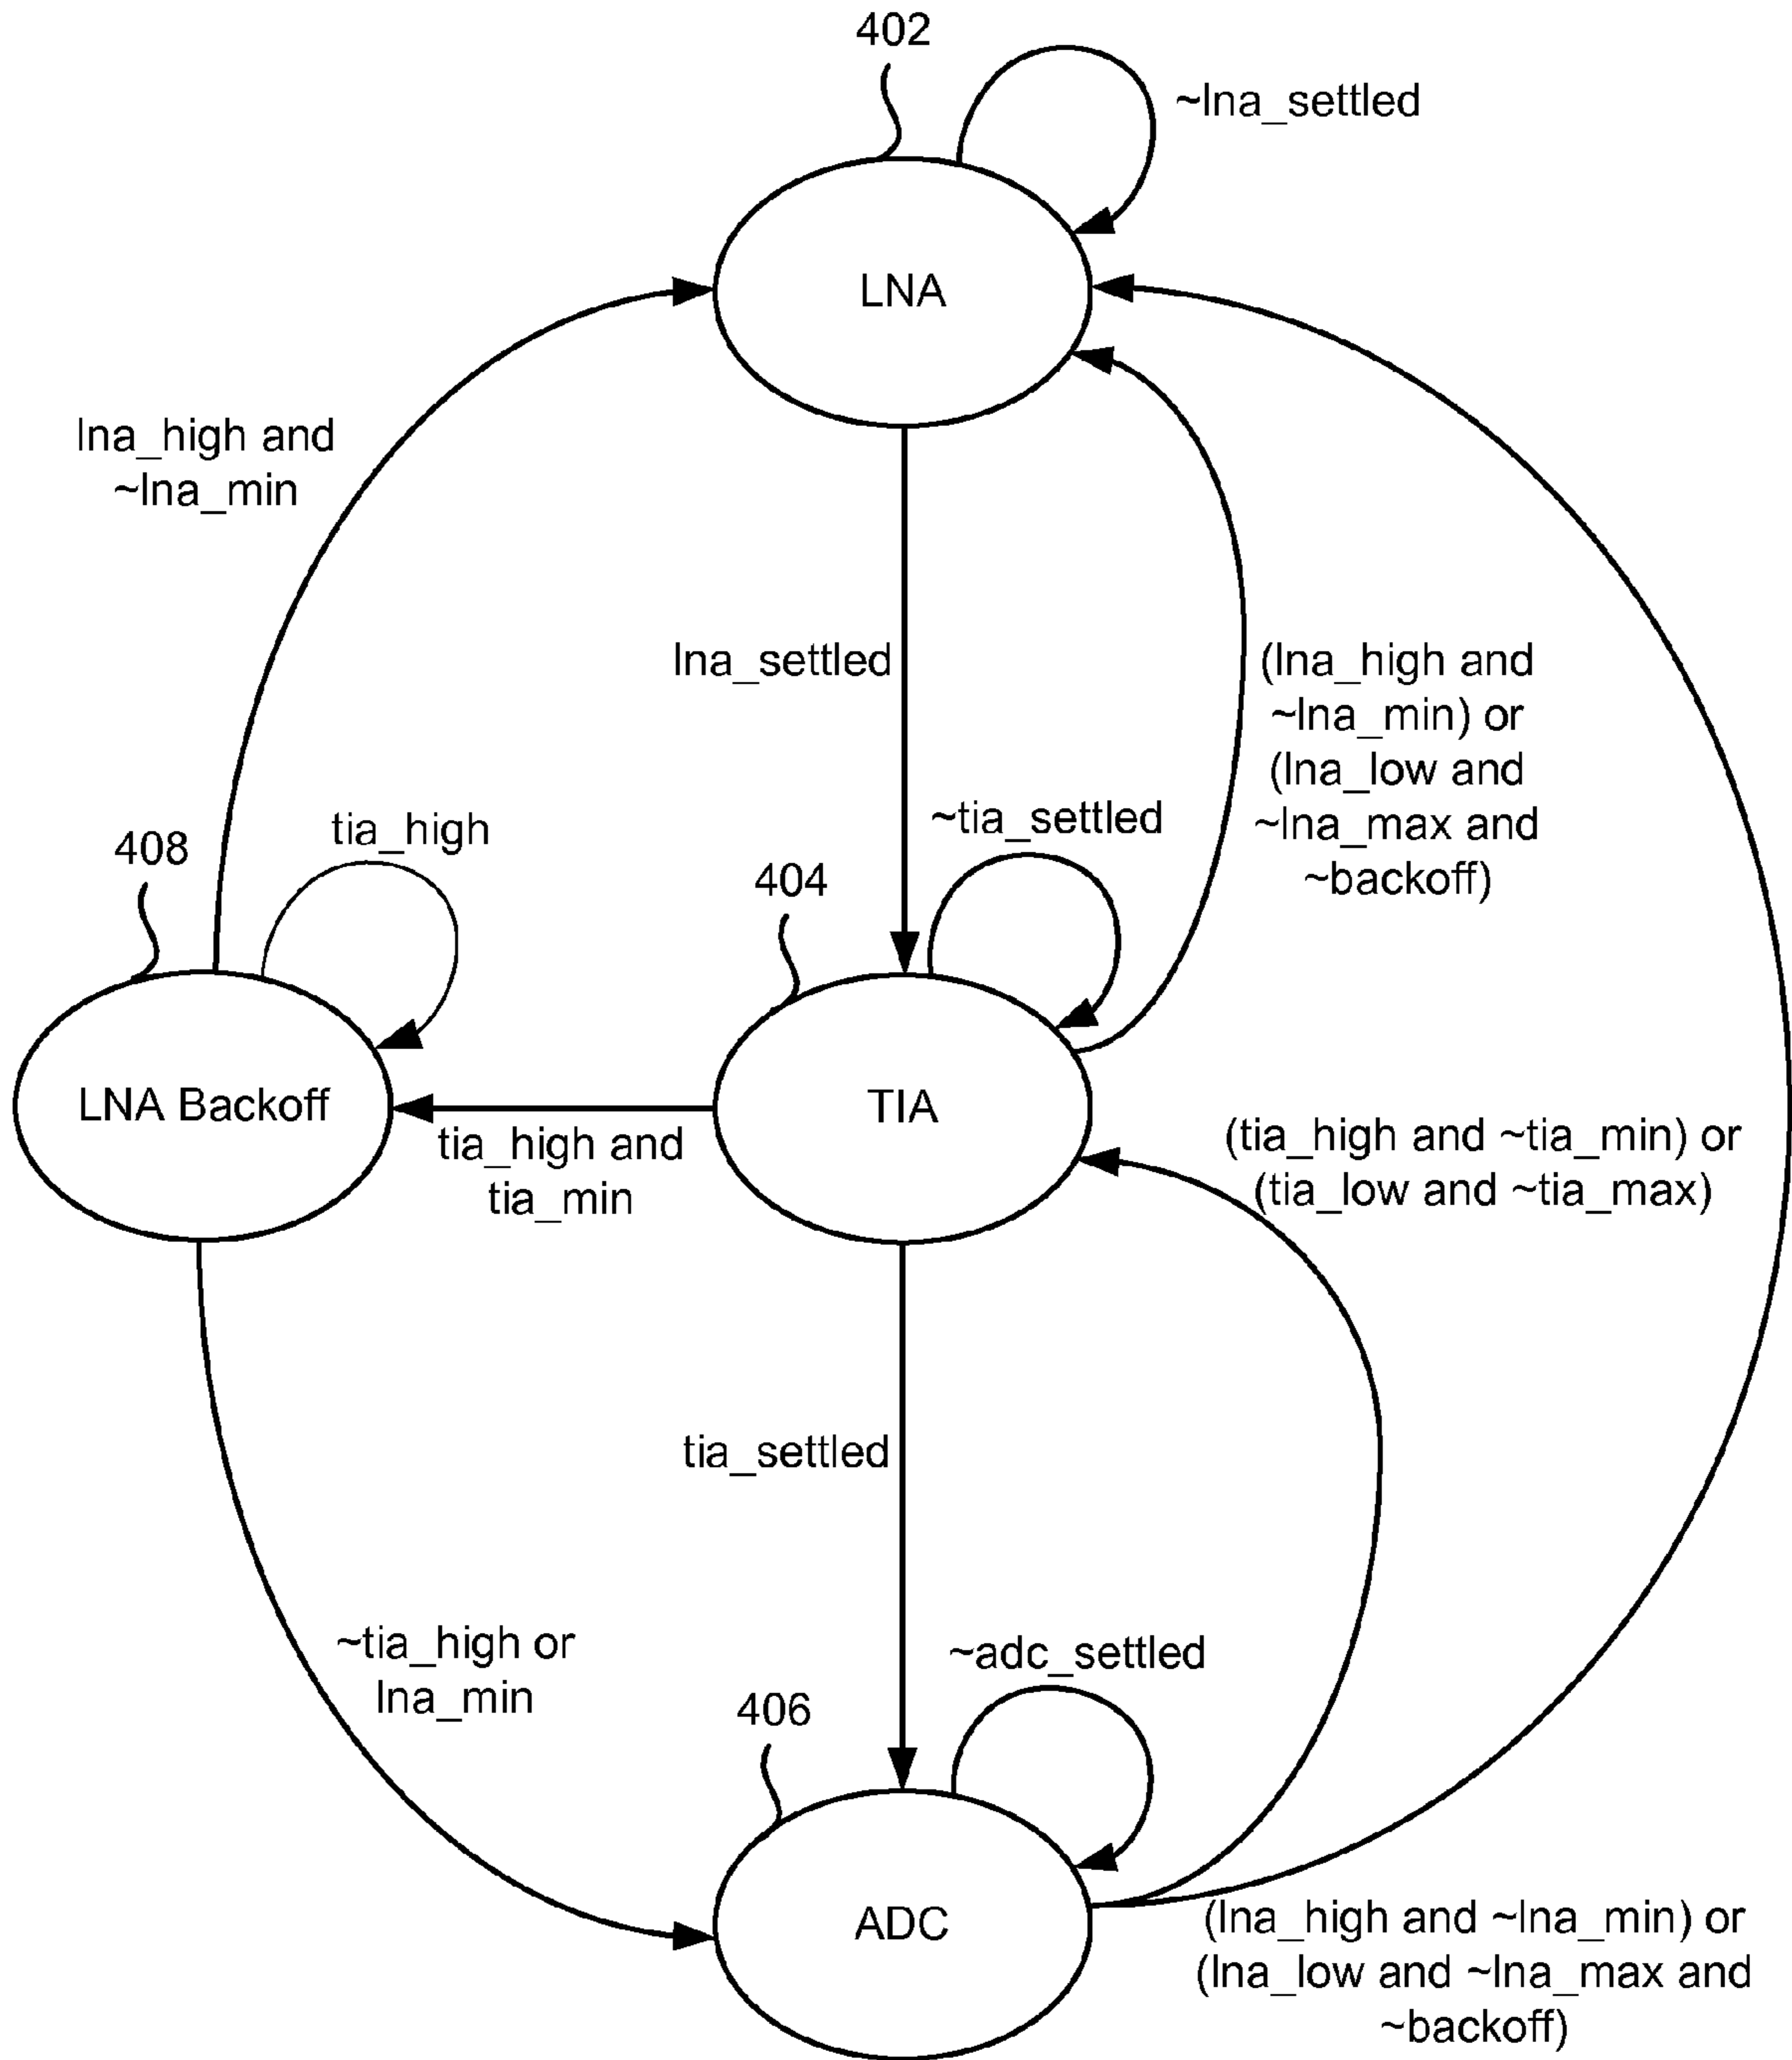 402
~lna_settled
LNA
lna_high and
~lna_min
lna_settled
(lna_high and
~lna_min) or
(lna_low and
~lna_max and
~backoff)
~tia_settled
tia_high
408
404
LNA Backoff
TIA
tia_high and
tia_min
(tia_high and ~tia_min) or
(tia_low and ~tia_max)
tia_settled
~tia_high or
lna_min
~adc_settled
406
ADC
(lna_high and ~lna_min) or
(lna_low and ~lna_max and
~backoff)